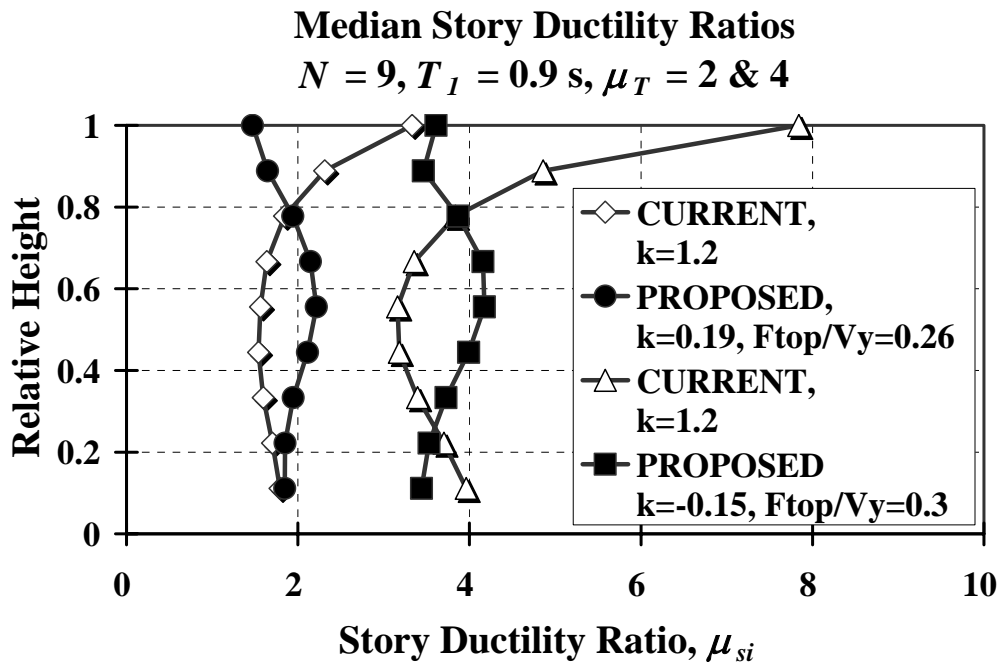 Median Story Ductility Ratios
N = 9, T1 = 0.9 s, μT = 2 & 4
1
0.8
0.6
0.4
0.2
0
Relative Height
CURRENT,
k=1.2
PROPOSED,
k=0.19, Ftop/Vy=0.26
CURRENT,
k=1.2
PROPOSED
k=-0.15, Ftop/Vy=0.3
0 2 4 6 8 10
Story Ductility Ratio, μsi